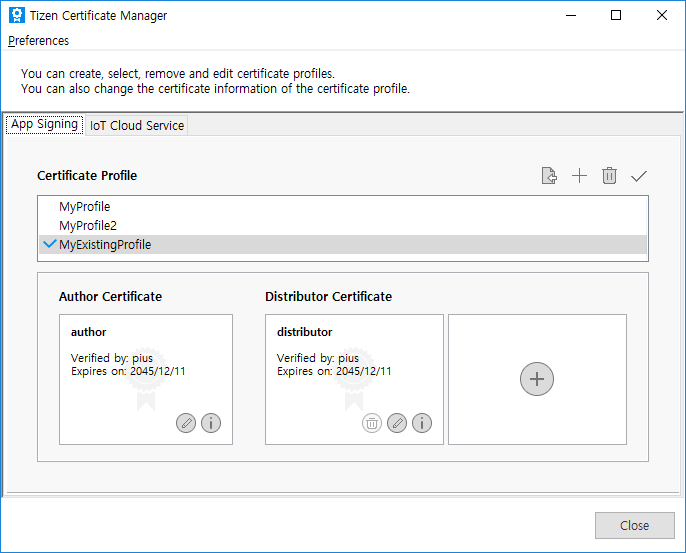 Tizen Certificate Manager
Preferences
You can create, select, remove and edit certificate profiles.
You can also change the certificate information of the certificate profile.
App Signing
IoT Cloud Service
Certificate Profile
MyProfile
MyProfile2
MyExistingProfile
Author Certificate
Distributor Certificate
author
Verified by: pius
Expires on: 2045/12/11
distributor
Verified by: pius
Expires on: 2045/12/11
Close